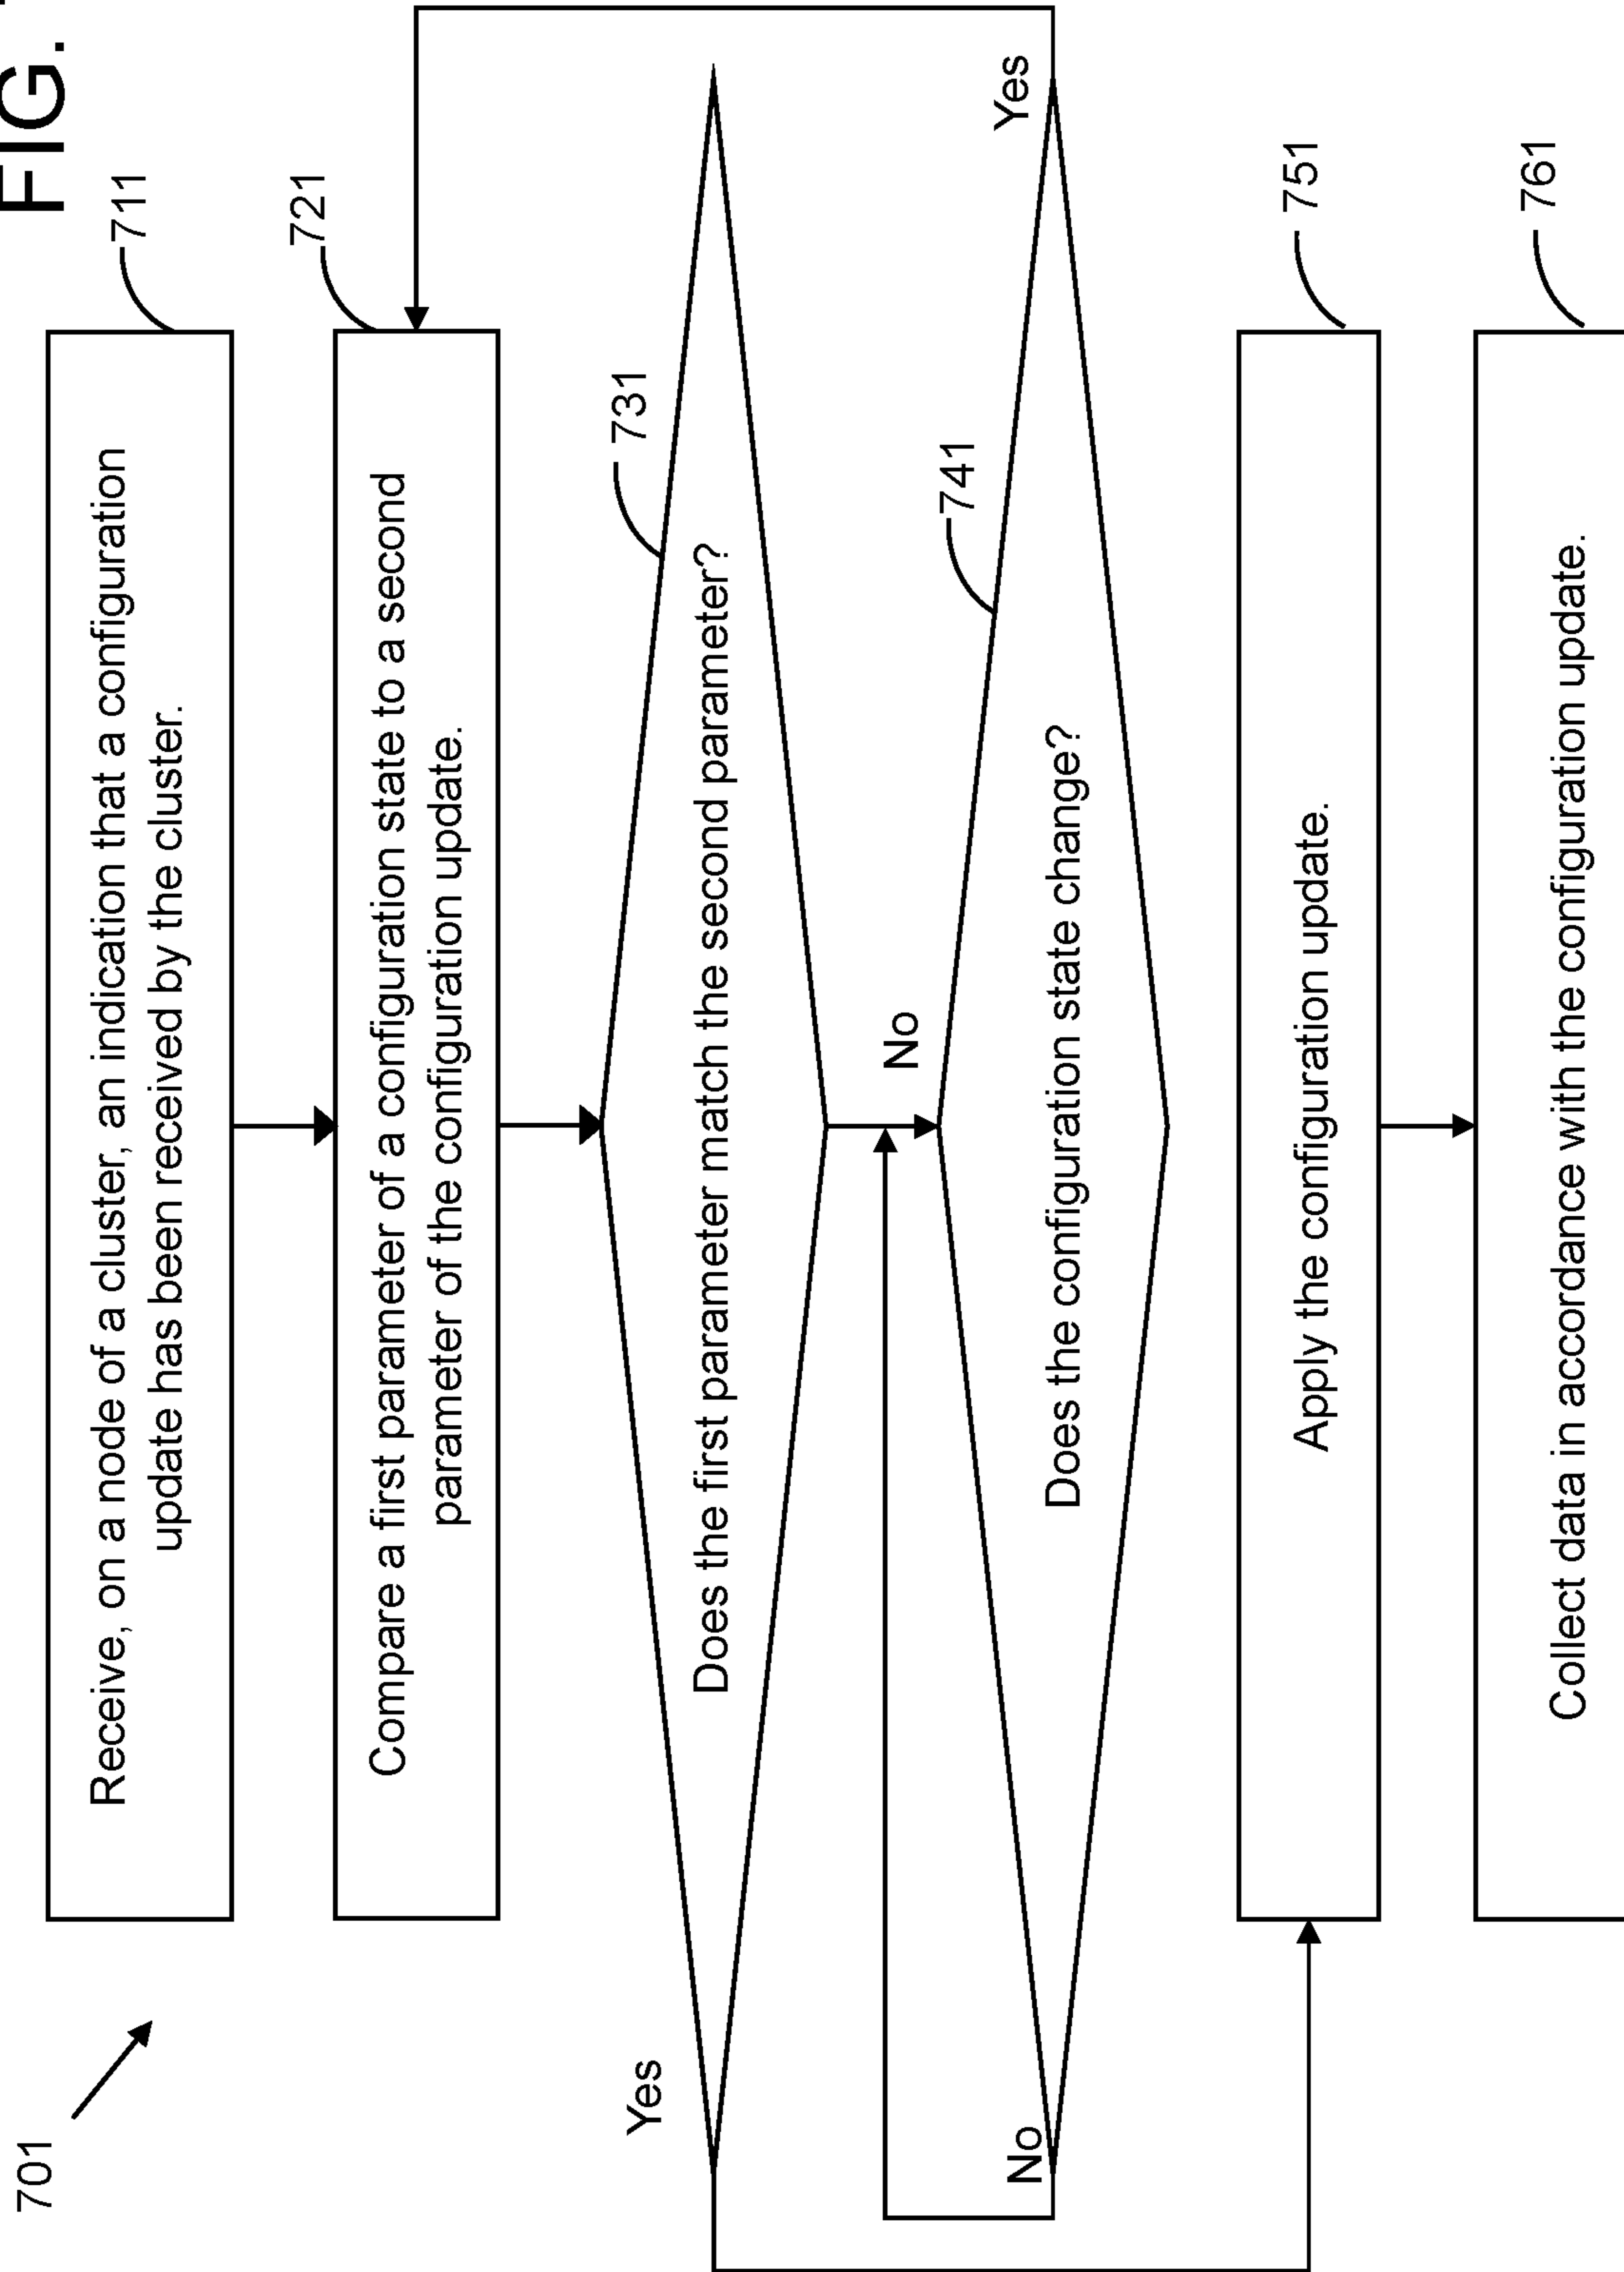 FIG.
701
711
Receive, on a node of a cluster, an indication that a configuration
update has been received by the cluster.
721
Compare a first parameter of a configuration state to a second
parameter of the configuration update.
731
Does the first parameter match the second parameter?
Yes
No
741
Does the configuration state change?
No
Yes
751
Apply the configuration update.
761
Collect data in accordance with the configuration update.